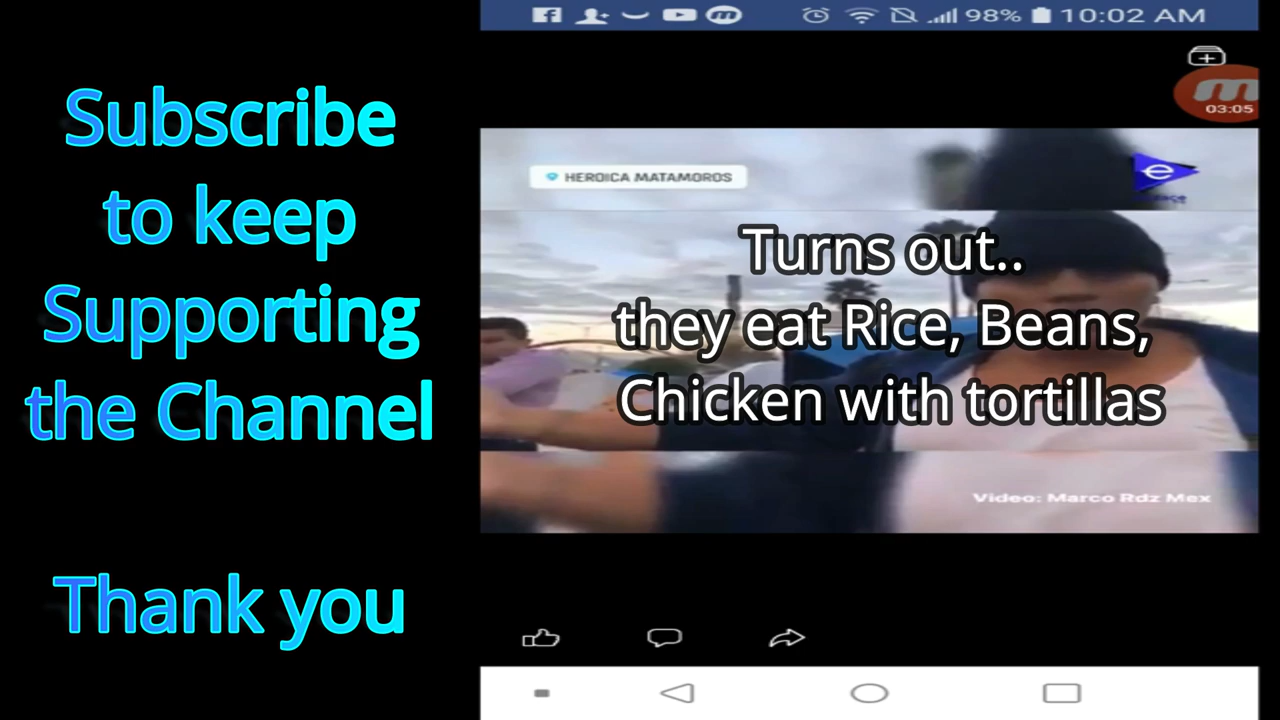 Subscribe
to keep
Supporting
the Channel
Thank you
98% 10:02 AM
03:05
HEROICA MATAMOROS
Turns out..
they eat Rice, Beans,
Chicken with tortillas
Video: Marco Rdz Mex